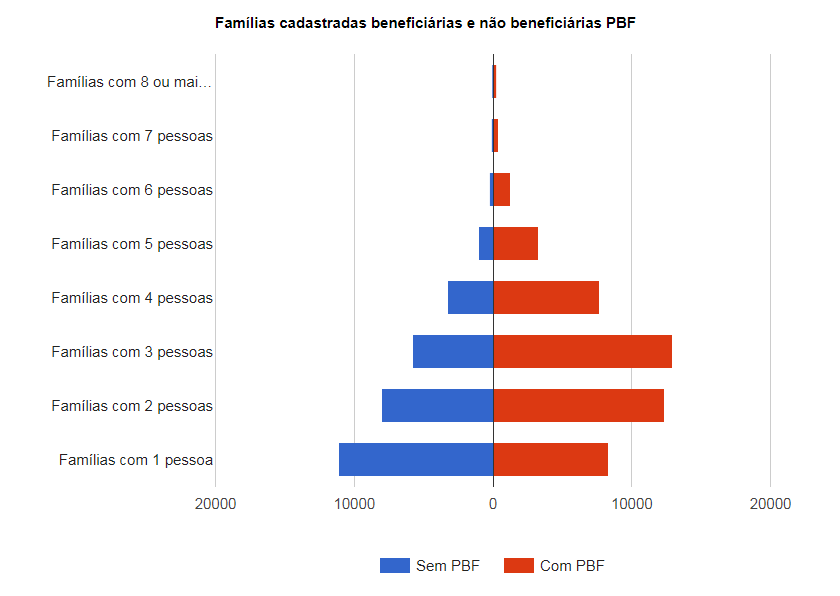 Famílias cadastradas beneficiárias e não beneficiárias PBF
Famílias com 8 ou mai...
Famílias com 7 pessoas
Famílias com 6 pessoas
Famílias com 5 pessoas
Famílias com 4 pessoas
Famílias com 3 pessoas
Famílias com 2 pessoas
Famílias com 1 pessoa
20000 10000 0 10000 20000
Sem PBF Com PBF